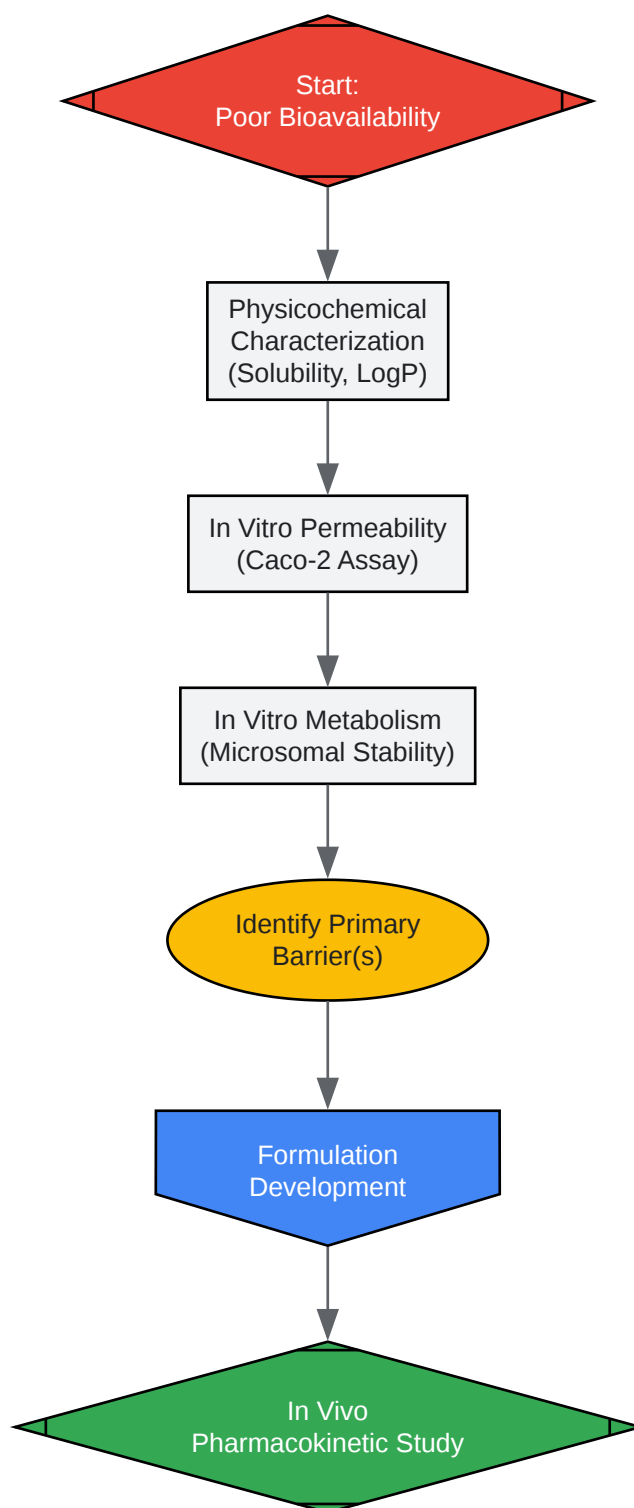 Start:
Poor Bioavailability
Physicochemical
Characterization
(Solubility, LogP)
In Vitro Permeability
(Caco-2 Assay)
In Vitro Metabolism
(Microsomal Stability)
Identify Primary
Barrier(s)
Formulation
Development
In Vivo
Pharmacokinetic Study